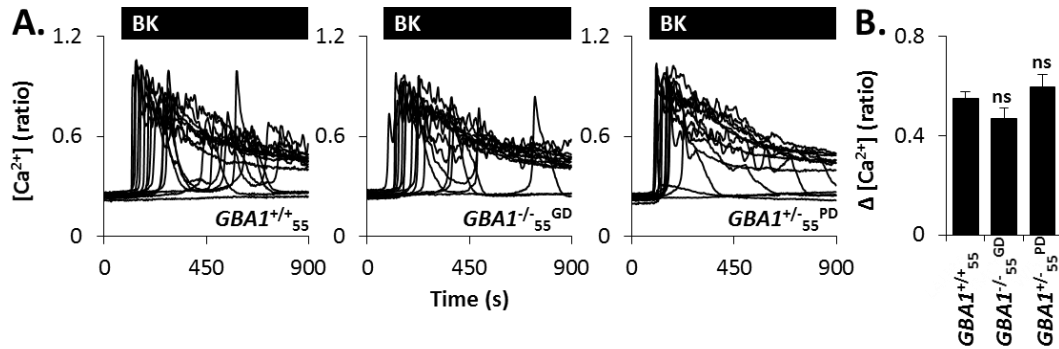 A.
BK
BK
BK
B.
[Ca²⁺] (ratio)
1.2
0.6
0
GBA1⁺/⁺₅₅
0 450 900
1.2
0.6
0
GBA1⁻/⁻₅₅ᴳᴰ
0 450 900
1.2
0.6
0
GBA1⁺/⁻₅₅ᴾᴰ
0 450 900
Time (s)
Δ [Ca²⁺] (ratio)
0.8
0.4
0
ns
ns
GBA1⁺/⁺₅₅
GBA1⁻/⁻₅₅ᴳᴰ
GBA1⁺/⁻₅₅ᴾᴰ